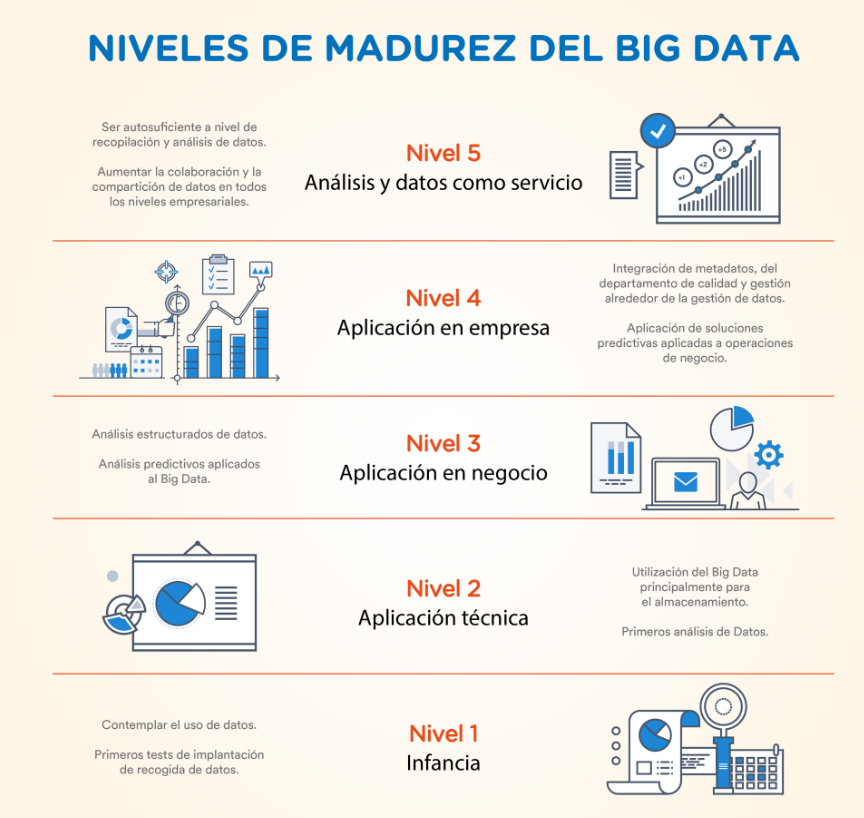 NIVELES DE MADUREZ DEL BIG DATA
Ser autosuficiente a nivel de
recopilación y análisis de datos.
Aumentar la colaboración y la
compartición de datos en todos
los niveles empresariales.
Nivel 5
Análisis y datos como servicio
+1
+2
+5
Nivel 4
Aplicación en empresa
Integración de metadatos, del
departamento de calidad y gestión
alrededor de la gestión de datos.
Aplicación de soluciones
predictivas aplicadas a operaciones
de negocio.
Análisis estructurados de datos.
Análisis predictivos aplicados
al Big Data.
Nivel 3
Aplicación en negocio
Nivel 2
Aplicación técnica
Utilización del Big Data
principalmente para
el almacenamiento.
Primeros análisis de Datos.
Contemplar el uso de datos.
Primeros tests de implantación
de recogida de datos.
Nivel 1
Infancia